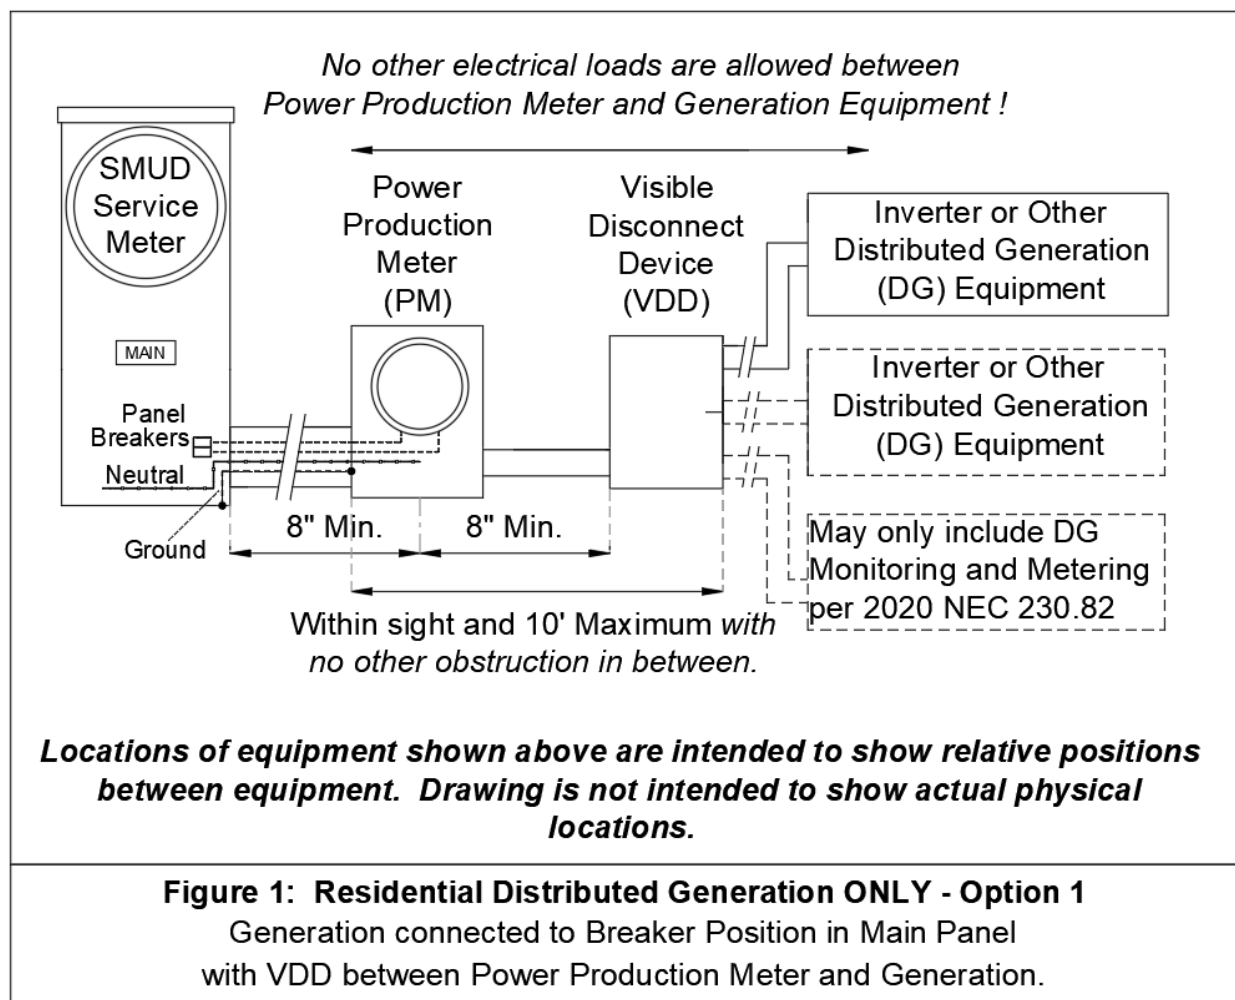 No other electrical loads are allowed between
Power Production Meter and Generation Equipment !
SMUD
Service
Meter
Power
Production
Meter
(PM)
Visible
Disconnect
Device
(VDD)
Inverter or Other
Distributed Generation
(DG) Equipment
MAIN
Inverter or Other
Distributed Generation
(DG) Equipment
Panel
Breakers
Neutral
Ground
8" Min.
8" Min.
May only include DG
Monitoring and Metering
per 2020 NEC 230.82
Within sight and 10' Maximum with
no other obstruction in between.
Locations of equipment shown above are intended to show relative positions
between equipment. Drawing is not intended to show actual physical
locations.
Figure 1: Residential Distributed Generation ONLY - Option 1
Generation connected to Breaker Position in Main Panel
with VDD between Power Production Meter and Generation.